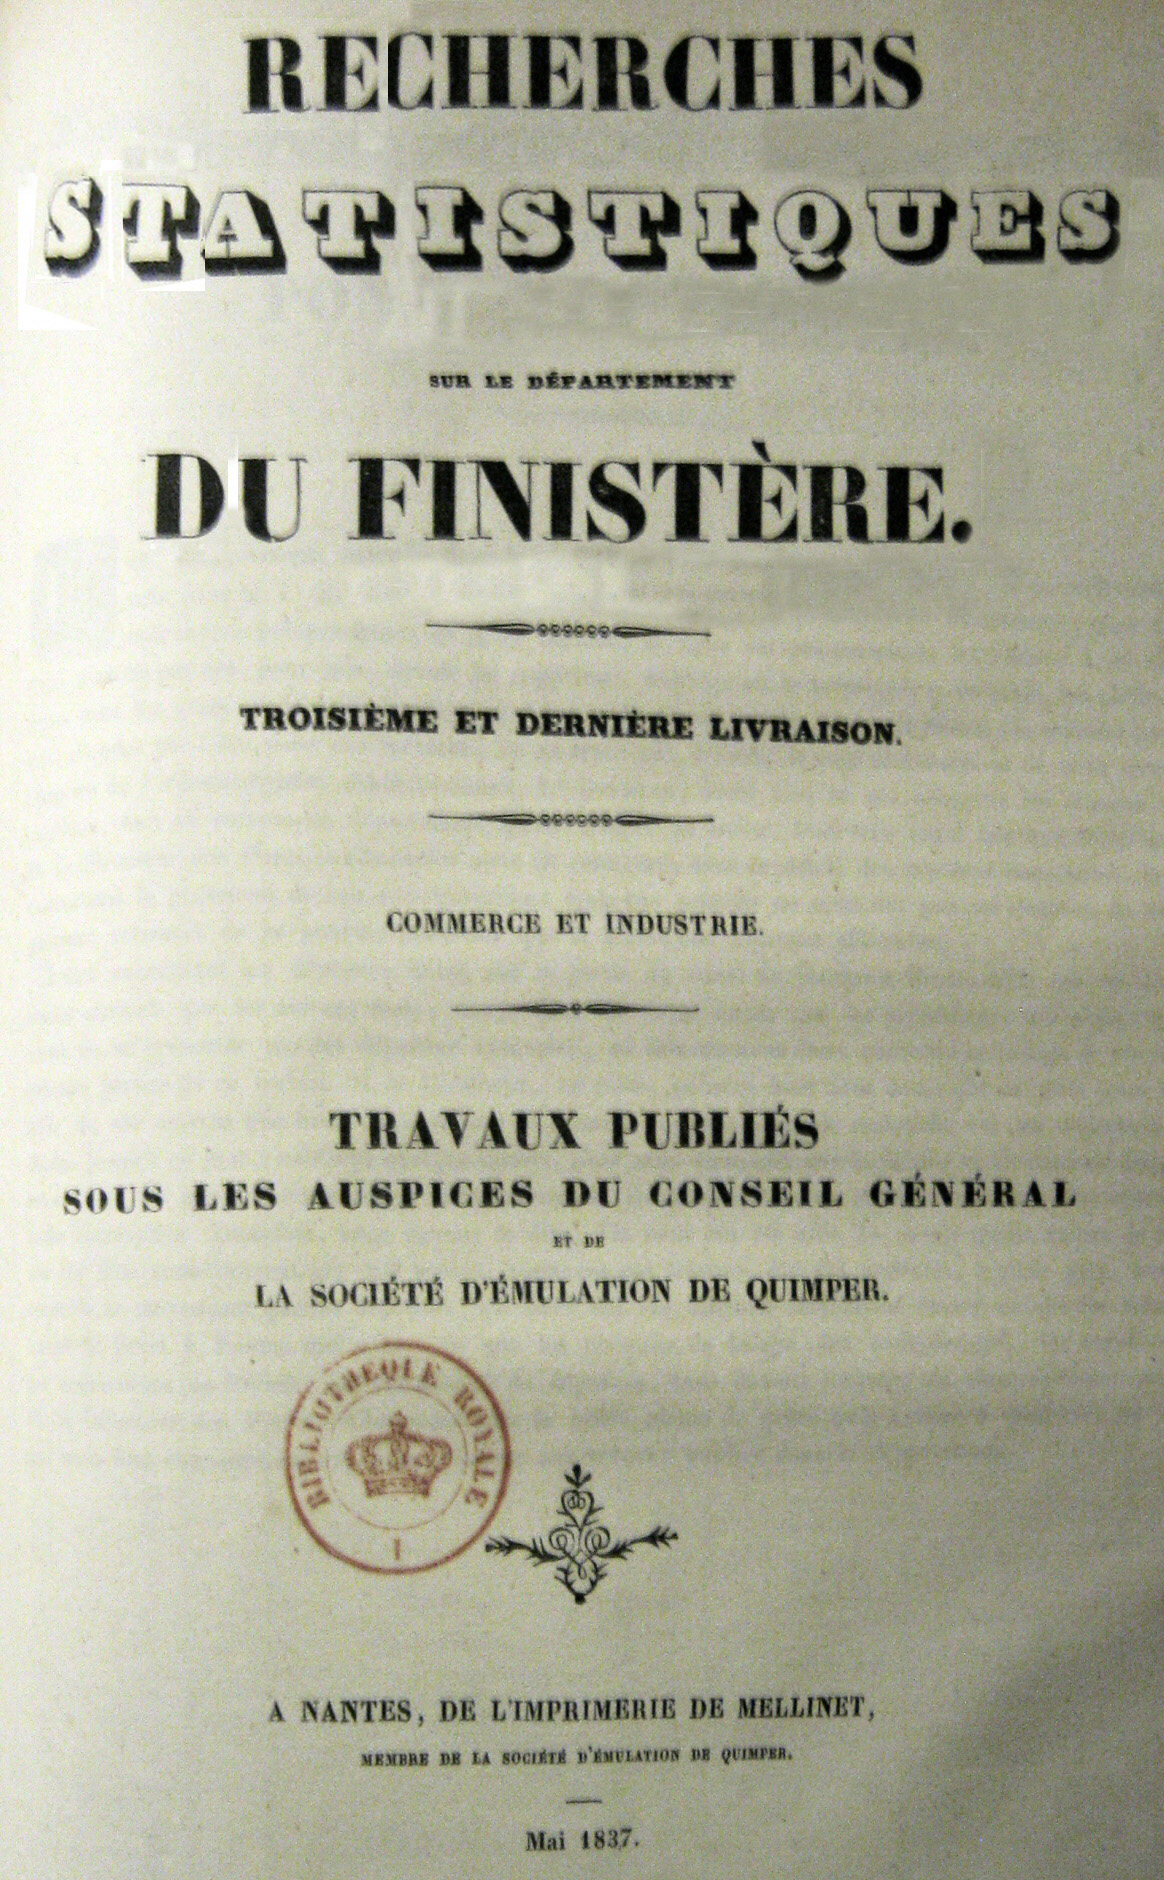 RECHERCHES
STATISTIQUES
SUR LE DÉPARTEMENT
DU FINISTÈRE.
TROISIÈME ET DERNIÈRE LIVRAISON.
COMMERCE ET INDUSTRIE.
TRAVAUX PUBLIÉS
SOUS LES AUSPICES DU CONSEIL GÉNÉRAL
ET DE
LA SOCIÉTÉ D'ÉMULATION DE QUIMPER.
BIBLIOTHEQUE ROYALE
I
A NANTES, DE L'IMPRIMERIE DE MELLINET,
MEMBRE DE LA SOCIÉTÉ D'ÉMULATION DE QUIMPER.
Mai 1837.